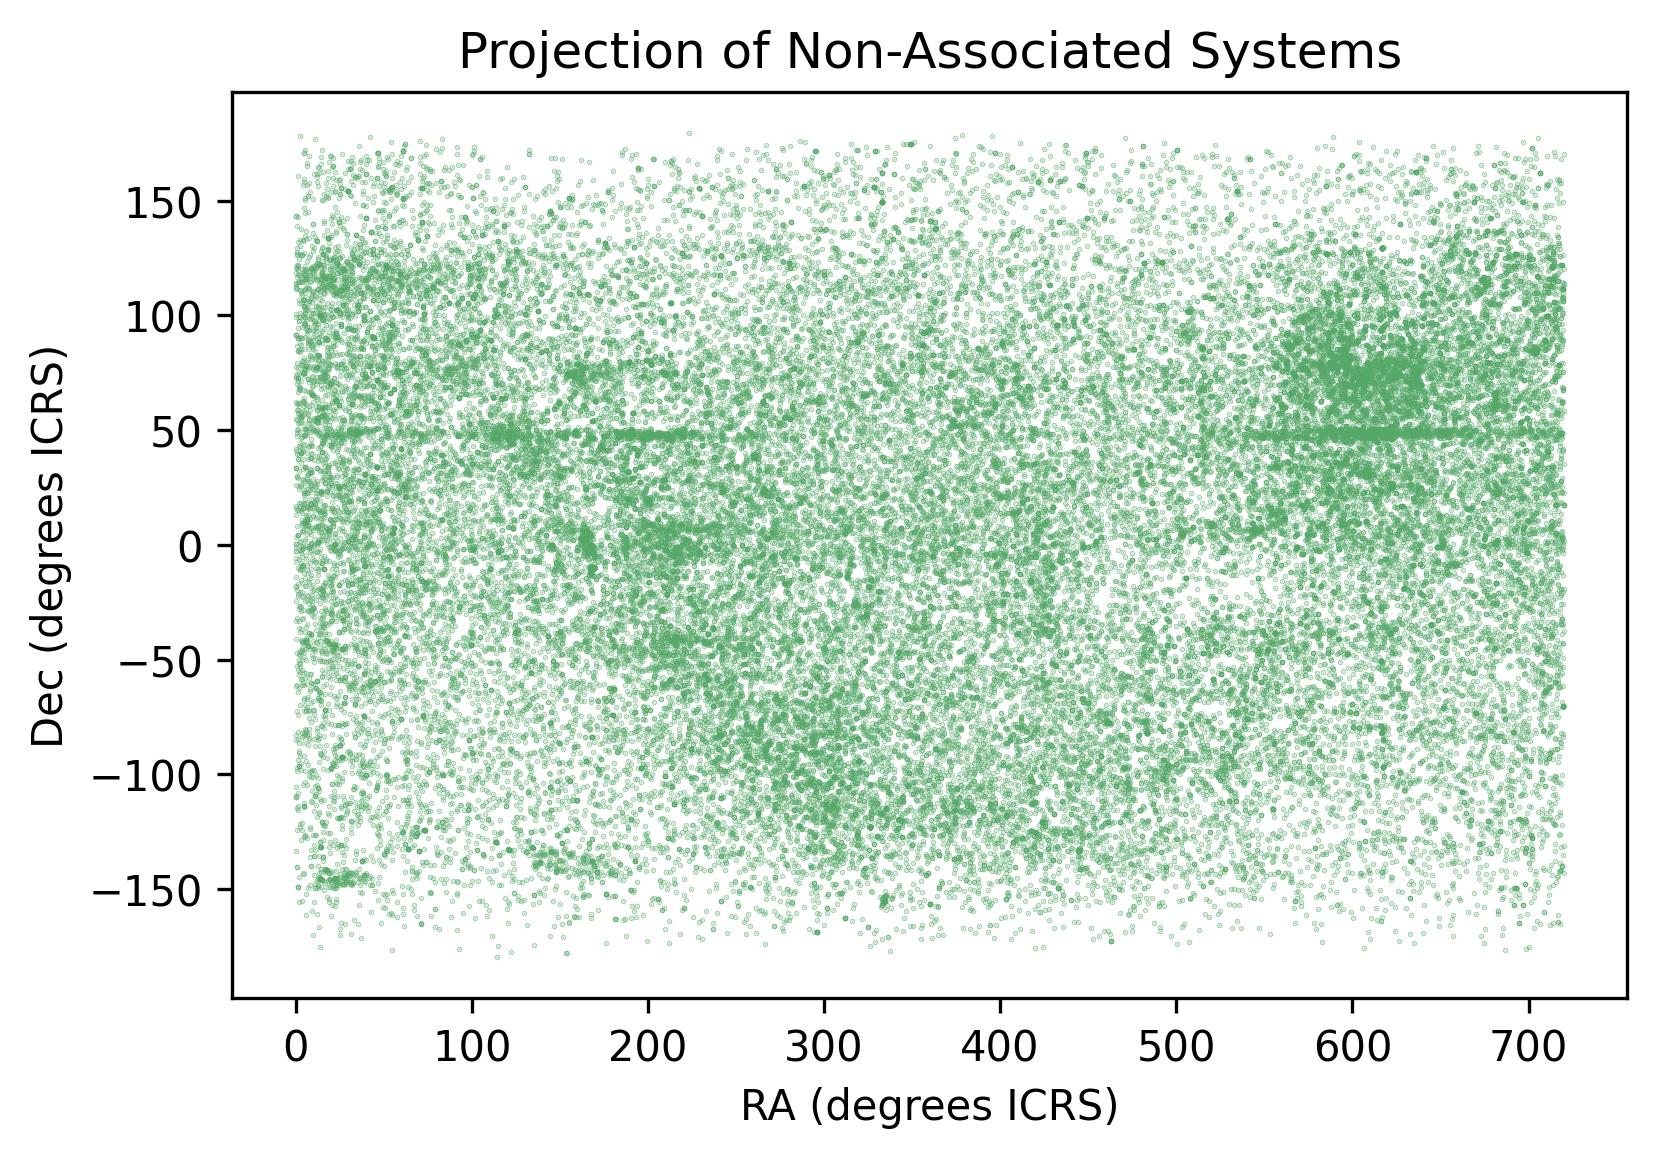 Projection of Non-Associated Systems
Dec (degrees ICRS)
150
100
50
0
−50
−100
−150
0 100 200 300 400 500 600 700
RA (degrees ICRS)